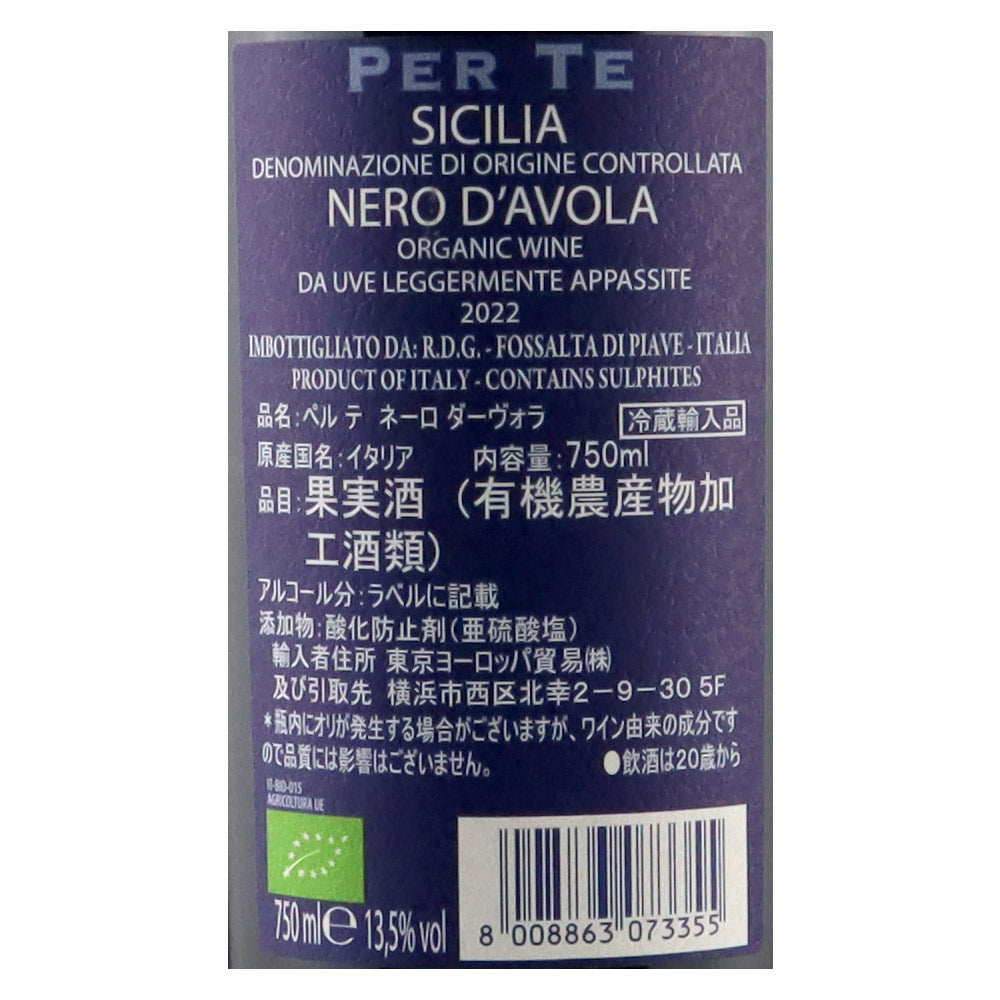 PER TE
SICILIA
DENOMINAZIONE DI ORIGINE CONTROLLATA
NERO D'AVOLA
ORGANIC WINE
DA UVE LEGGERMENTE APPASSITE
2022
IMBOTTIGLIATO DA: R.D.G. - FOSSALTA DI PIAVE - ITALIA
PRODUCT OF ITALY - CONTAINS SULPHITES
品名:ペル テ ネーロ ダーヴォラ 冷蔵輸入品
原産国名:イタリア 内容量:750ml
品目:果実酒(有機農産物加
工酒類)
アルコール分:ラベルに記載
添加物:酸化防止剤(亜硫酸塩)
輸入者住所 東京ヨーロッパ貿易㈱
及び引取先 横浜市西区北幸2-9-30 5F
*瓶内にオリが発生する場合がございますが、ワイン由来の成分です
ので品質には影響はございません。 ●飲酒は20歳から
IT-BIO-015
AGRICOLTURA UE
750 ml e 13,5% vol
8 008863 073355